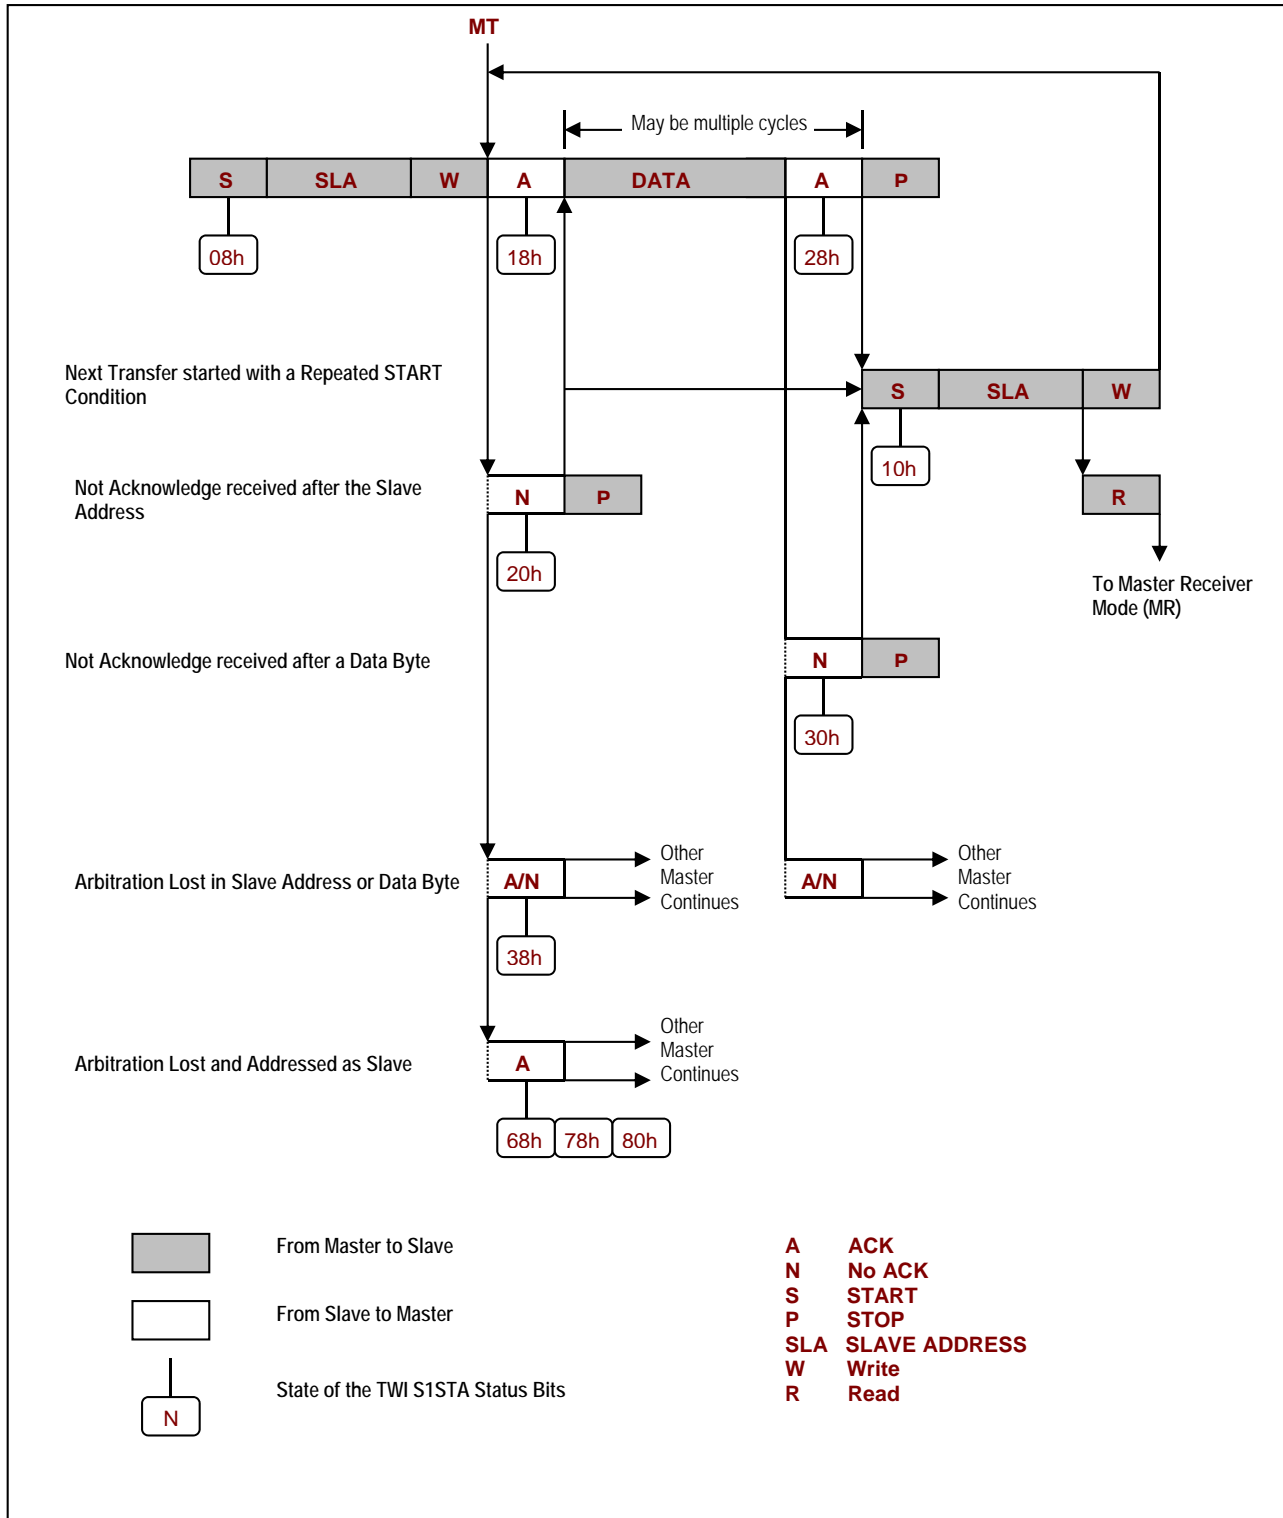 MT
May be multiple cycles
S SLA W A DATA A P
08h 18h 28h
Next Transfer started with a Repeated START
Condition
S SLA W
10h
Not Acknowledge received after the Slave
Address
N P
R
20h
To Master Receiver
Mode (MR)
Not Acknowledge received after a Data Byte
N P
30h
Arbitration Lost in Slave Address or Data Byte
A/N
Other
Master
Continues
A/N
Other
Master
Continues
38h
Arbitration Lost and Addressed as Slave
A
Other
Master
Continues
68h 78h 80h
From Master to Slave
From Slave to Master
N
State of the TWI S1STA Status Bits
A ACK
N No ACK
S START
P STOP
SLA SLAVE ADDRESS
W Write
R Read